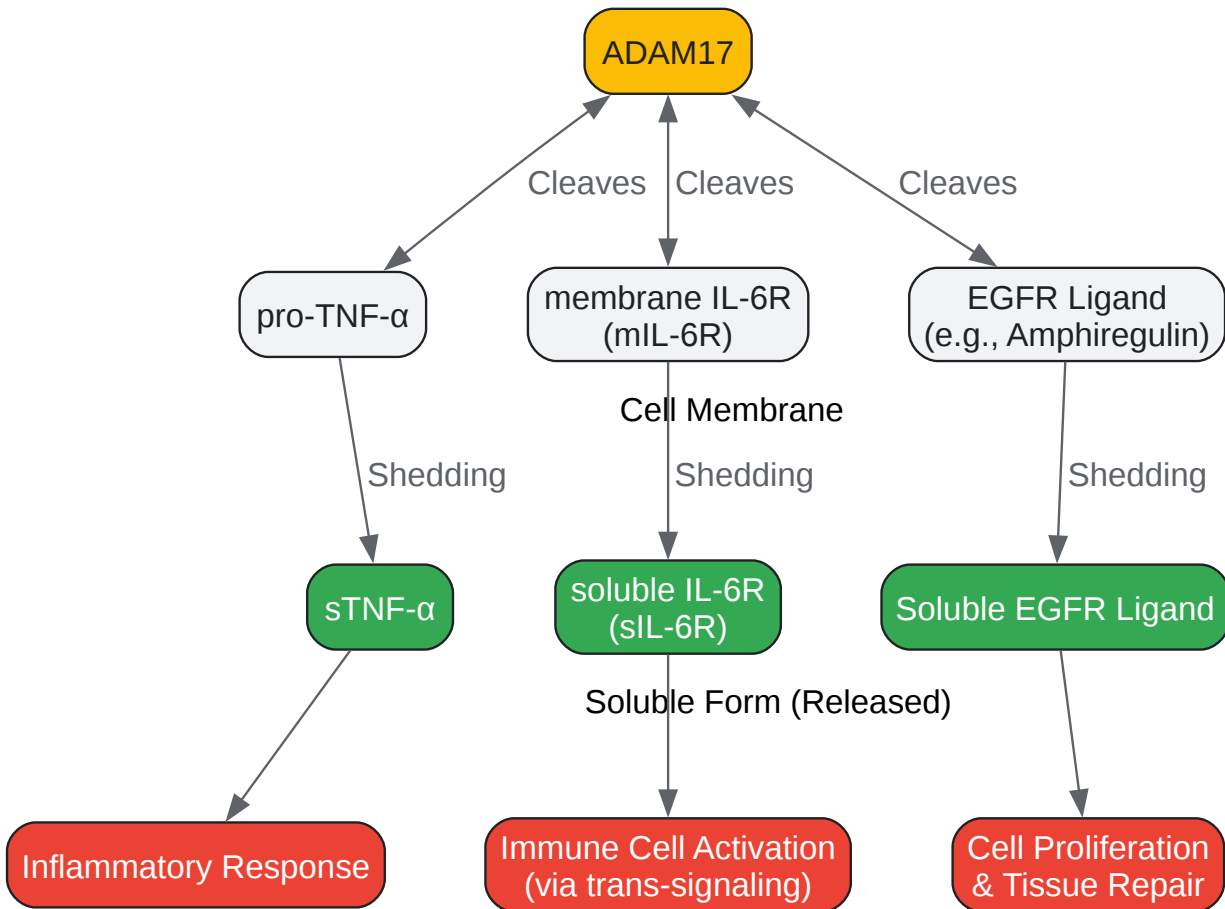 ADAM17
Cleaves
Cleaves
Cleaves
pro-TNF-α
membrane IL-6R
(mIL-6R)
EGFR Ligand
(e.g., Amphiregulin)
Cell Membrane
Shedding
Shedding
Shedding
sTNF-α
soluble IL-6R
(sIL-6R)
Soluble EGFR Ligand
Soluble Form (Released)
Inflammatory Response
Immune Cell Activation
(via trans-signaling)
Cell Proliferation
& Tissue Repair